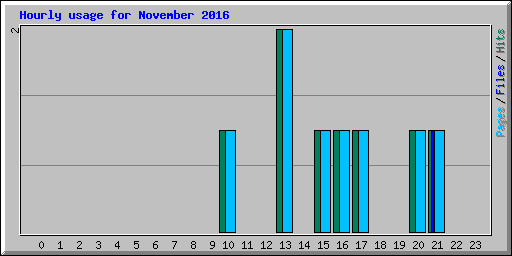 Hourly usage for November 2016
2
Pages / Files / Hits
0 1 2 3 4 5 6 7 8 9 10 11 12 13 14 15 16 17 18 19 20 21 22 23